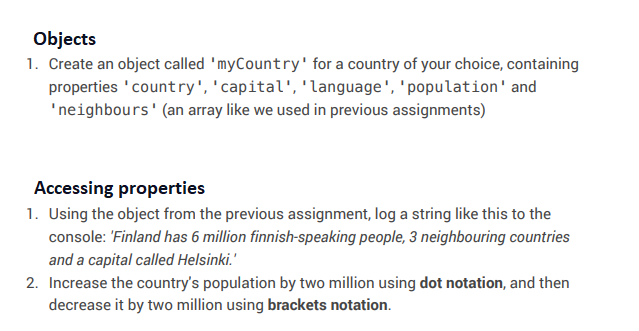 Objects
1. Create an object called 'myCountry' for a country of your choice, containing
properties 'country', 'capital', 'language', 'population' and
'neighbours' (an array like we used in previous assignments)
Accessing properties
1. Using the object from the previous assignment, log a string like this to the
console: 'Finland has 6 million finnish-speaking people, 3 neighbouring countries
and a capital called Helsinki.'
2. Increase the country's population by two million using dot notation, and then
decrease it by two million using brackets notation.